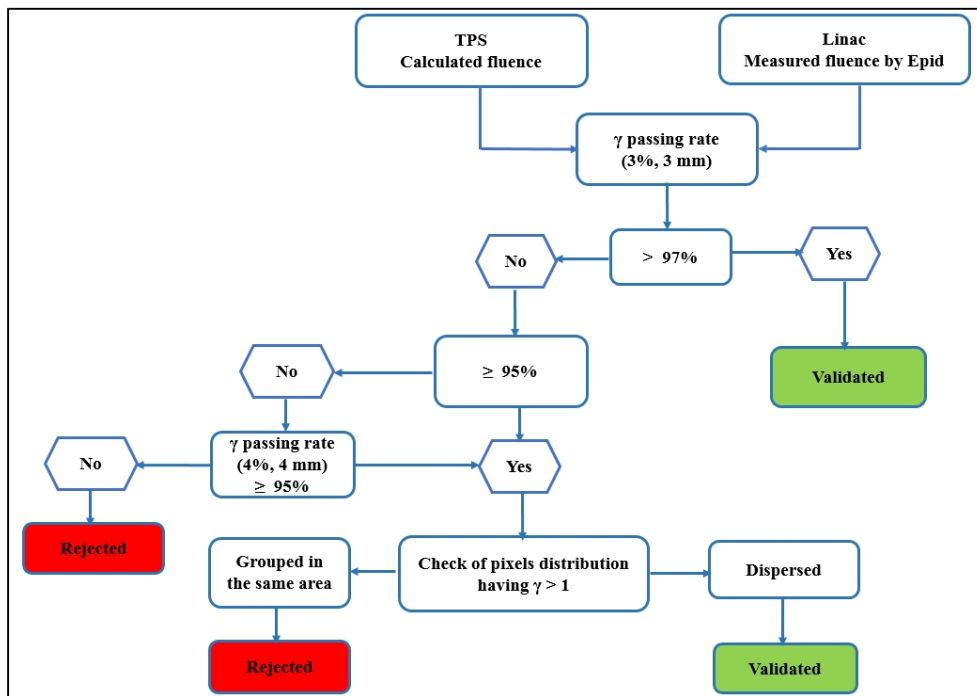 TPS
Calculated fluence
Linac
Measured fluence by Epid
γ passing rate
(3%, 3 mm)
No
> 97%
Yes
No
≥ 95%
Validated
No
γ passing rate
(4%, 4 mm)
≥ 95%
Yes
Rejected
Grouped in
the same area
Check of pixels distribution
having γ > 1
Dispersed
Rejected
Validated